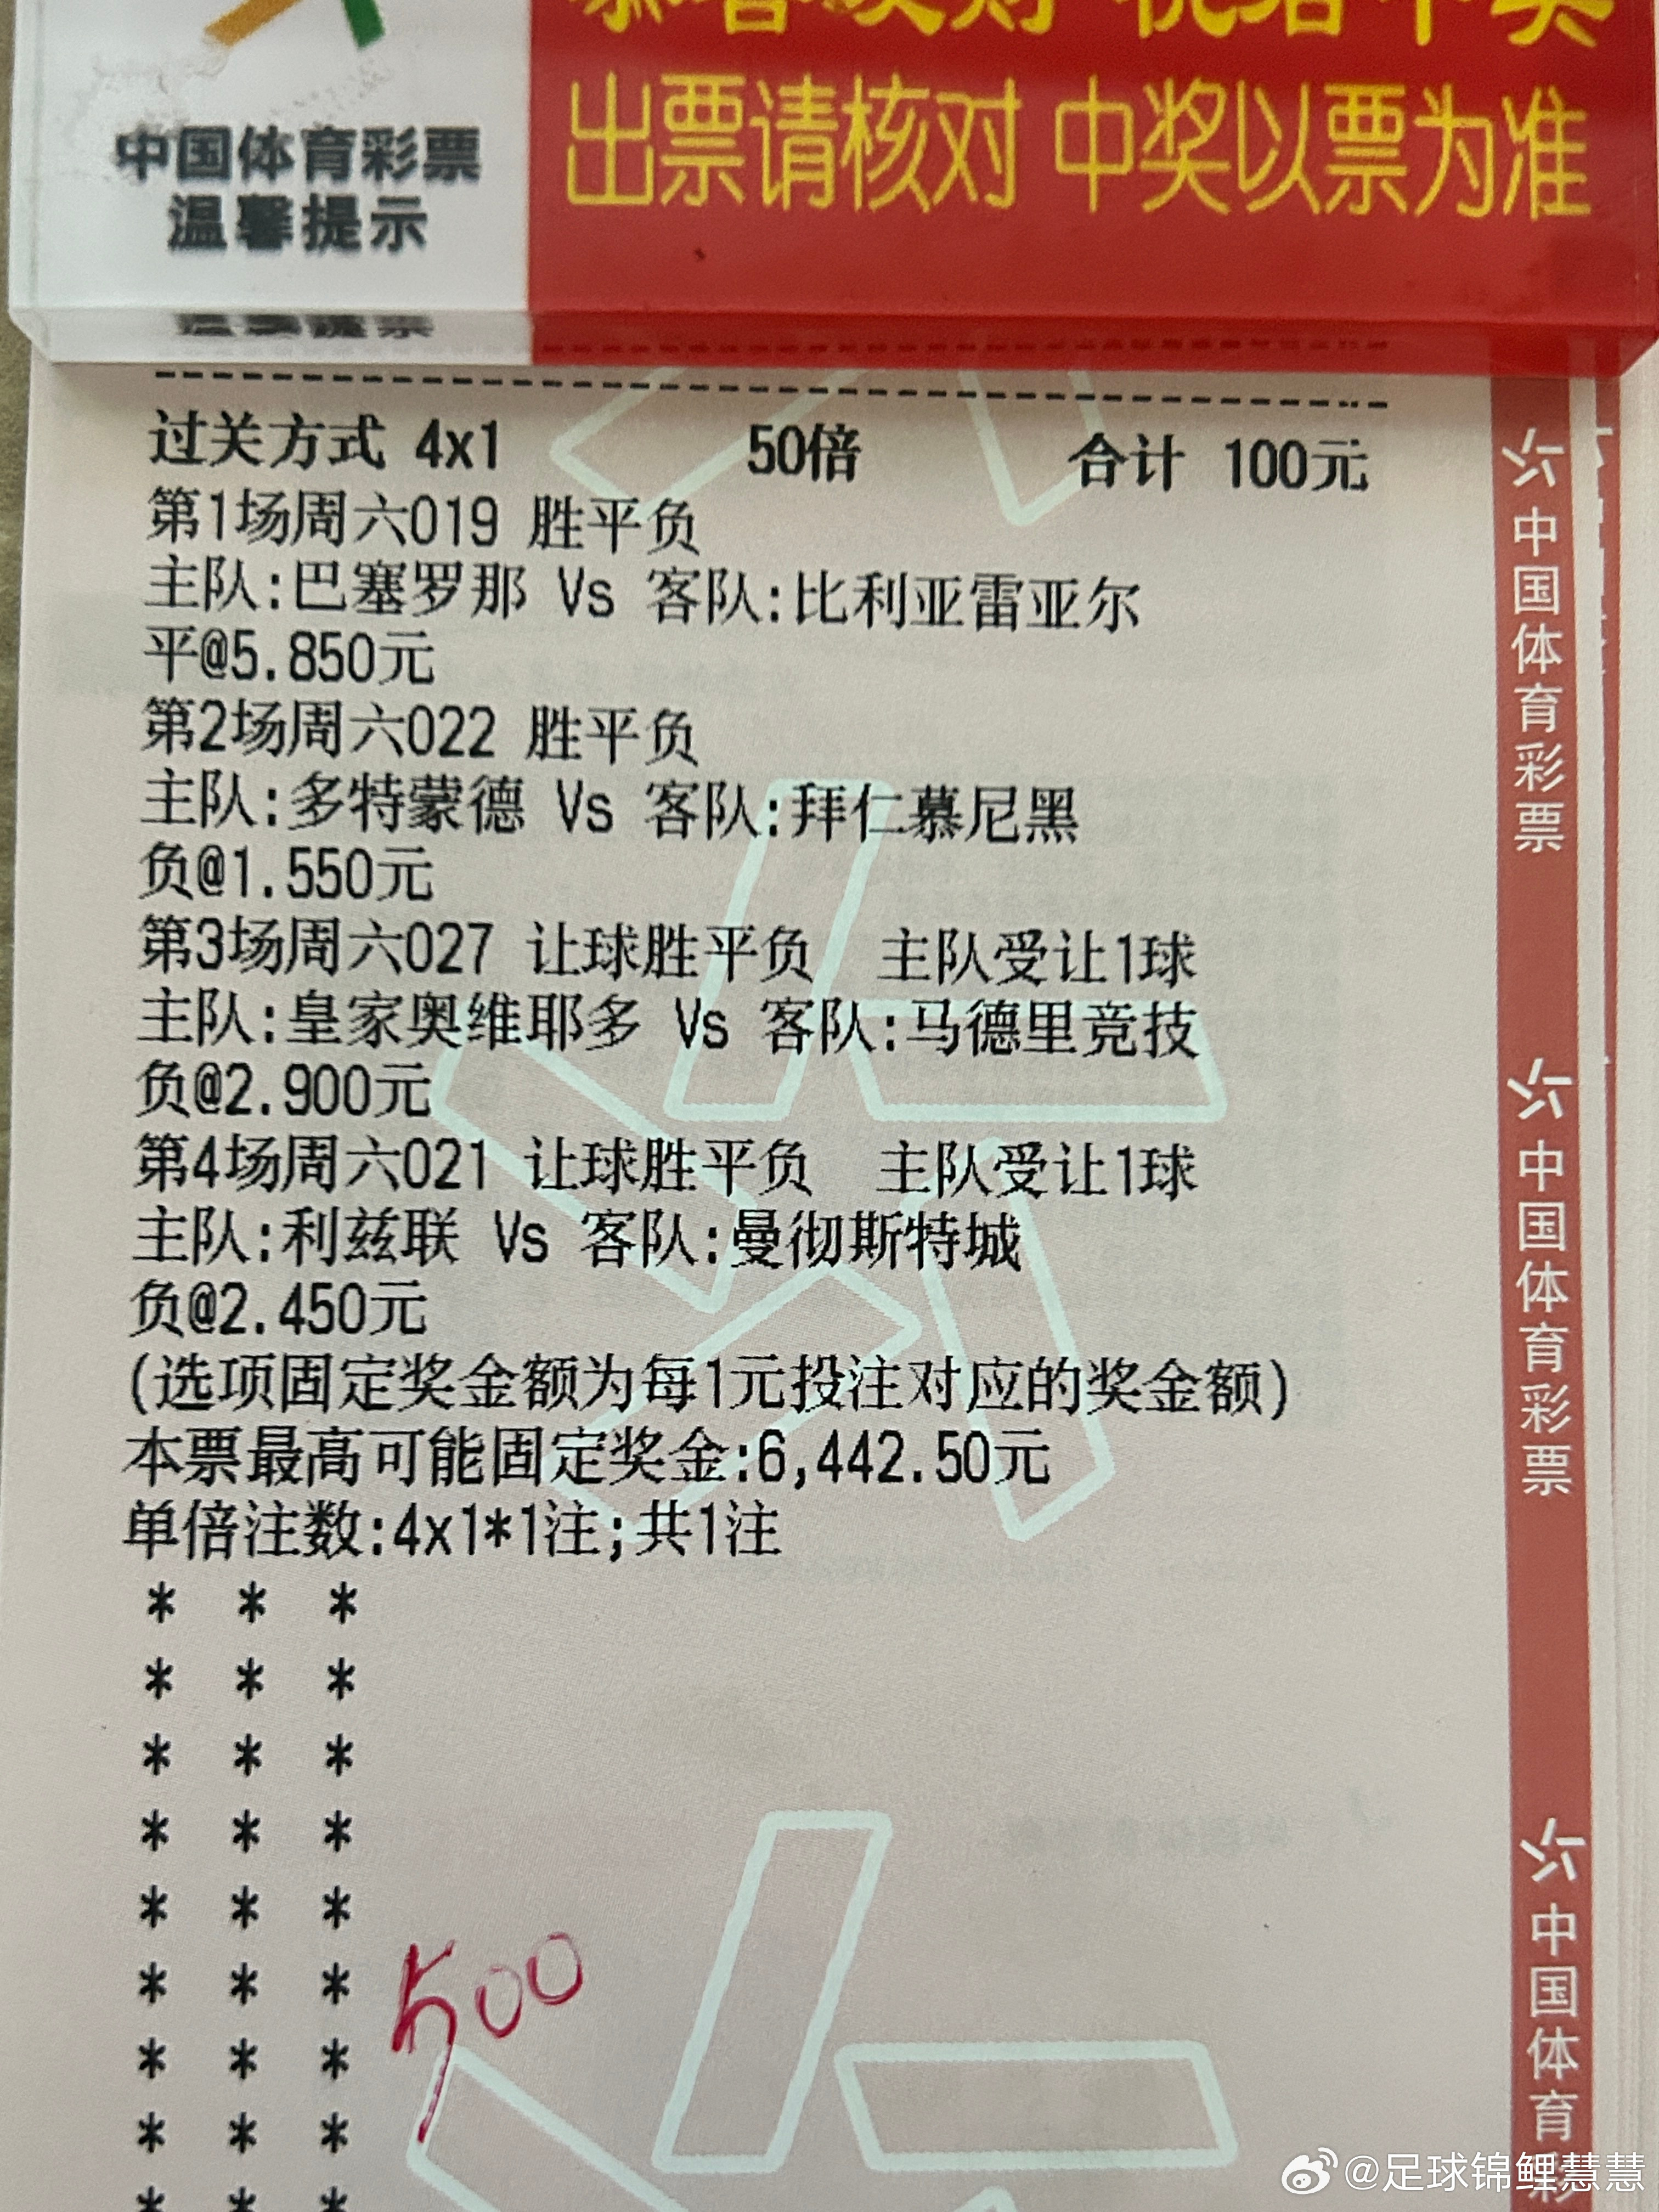 恭喜发财 祝君中奖
出票请核对 中奖以票为准
中国体育彩票
温馨提示
过关方式 4x1 50倍 合计 100元
第1场周六019 胜平负
主队:巴塞罗那 Vs 客队:比利亚雷亚尔
平@5.850元
第2场周六022 胜平负
主队:多特蒙德 Vs 客队:拜仁慕尼黑
负@1.550元
第3场周六027 让球胜平负 主队受让1球
主队:皇家奥维耶多 Vs 客队:马德里竞技
负@2.900元
第4场周六021 让球胜平负 主队受让1球
主队:利兹联 Vs 客队:曼彻斯特城
负@2.450元
(选项固定奖金额为每1元投注对应的奖金额)
本票最高可能固定奖金:6,442.50元
单倍注数:4x1*1注;共1注
* * *
* * *
* * *
* * *
* * *
* * *
* * *
* * *
* * *
500
中国体育彩票
中国体育彩票
中国体育彩
@足球锦鲤慧慧